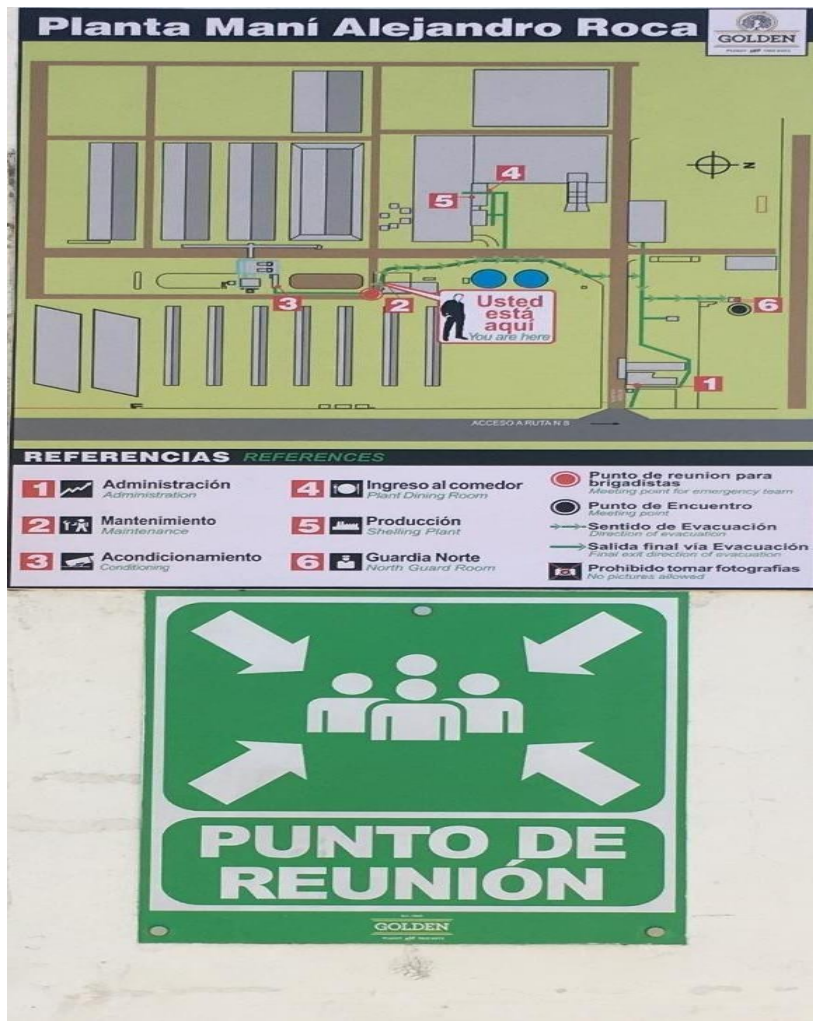 Planta Maní Alejandro Roca
GOLDEN
4
5
N
3
2
Usted
está
aquí
You are here
6
1
ACCESO A RUTA N 8
REFERENCIAS REFERENCES
1 Administración
Administration
2 Mantenimiento
Maintenance
3 Acondicionamiento
Conditioning
4 Ingreso al comedor
Plant Dining Room
5 Producción
Shelling Plant
6 Guardia Norte
North Guard Room
Punto de reunion para
brigadistas
Meeting point for emergency team
Punto de Encuentro
Meeting point
Sentido de Evacuación
Direction of evacuation
Salida final vía Evacuación
Final exit direction of evacuation
Prohibido tomar fotografias
No pictures allowed
PUNTO DE
REUNIÓN
GOLDEN